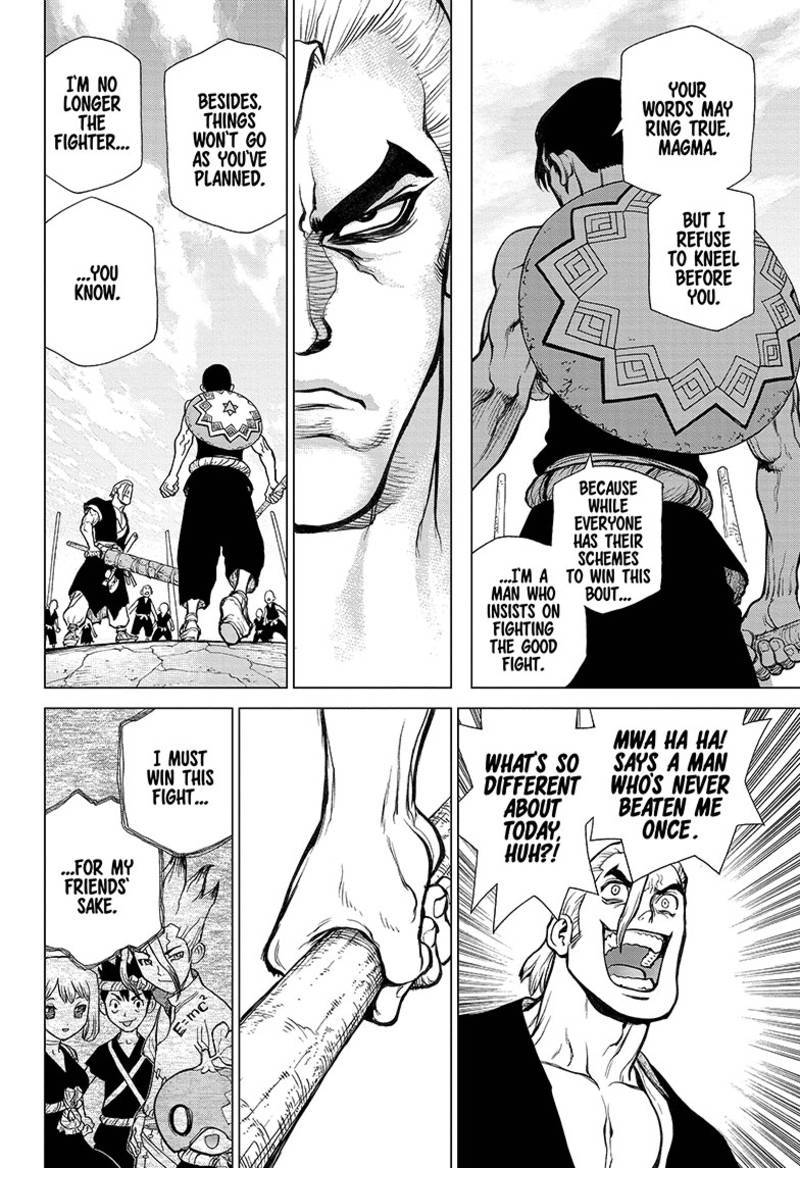 YOUR
WORDS MAY
RING TRUE,
MAGMA.
BUT I
REFUSE
TO KNEEL
BEFORE
YOU.
BECAUSE
WHILE
EVERYONE
HAS THEIR
SCHEMES
TO WIN THIS
BOUT...
...I'M A
MAN WHO
INSISTS ON
FIGHTING
THE GOOD
FIGHT.
BESIDES,
THINGS
WON'T GO
AS YOU'VE
PLANNED.
I'M NO
LONGER
THE
FIGHTER...
...YOU
KNOW.
MWA HA HA!
SAYS A MAN
WHO'S NEVER
BEATEN ME
ONCE.
WHAT'S SO
DIFFERENT
ABOUT
TODAY,
HUH?!
I MUST
WIN THIS
FIGHT...
...FOR MY
FRIENDS'
SAKE.
E=mc²